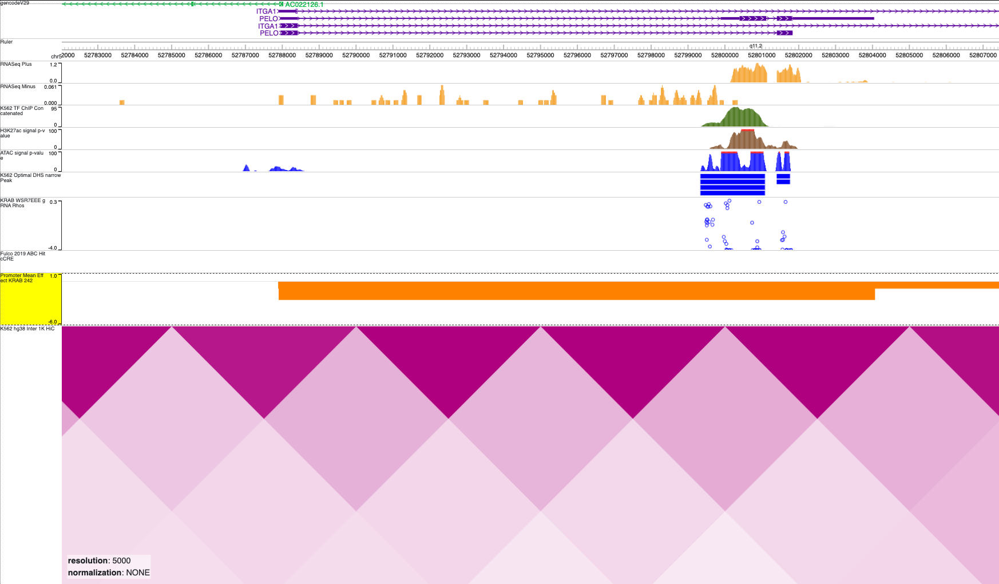 gencodeV29
AC022126.1
ITGA1
PELO
ITGA1
PELO
Ruler
q11.2
chr5
2000 52783000 52784000 52785000 52786000 52787000 52788000 52789000 52790000 52791000 52792000 52793000 52794000 52795000 52796000 52797000 52798000 52799000 52800000 52801000 52802000 52803000 52804000 52805000 52806000 52807000
RNASeq Plus 1.2
0.0
RNASeq Minus 0.061
0.000
K562 TF ChIP Con 95
catenated
0
H3K27ac signal p-v 100
alue
0
ATAC signal p-valu 100
e
0
K562 Optimal DHS narrow
Peak
KRAB WSR7EEE g 0.3
RNA Rhos
-4.0
Fulco 2019 ABC Hit
cCRE
Promoter Mean Eff 1.0
ect KRAB 242
-6.0
K562 hg38 Inter 1K HiC
resolution: 5000
normalization: NONE